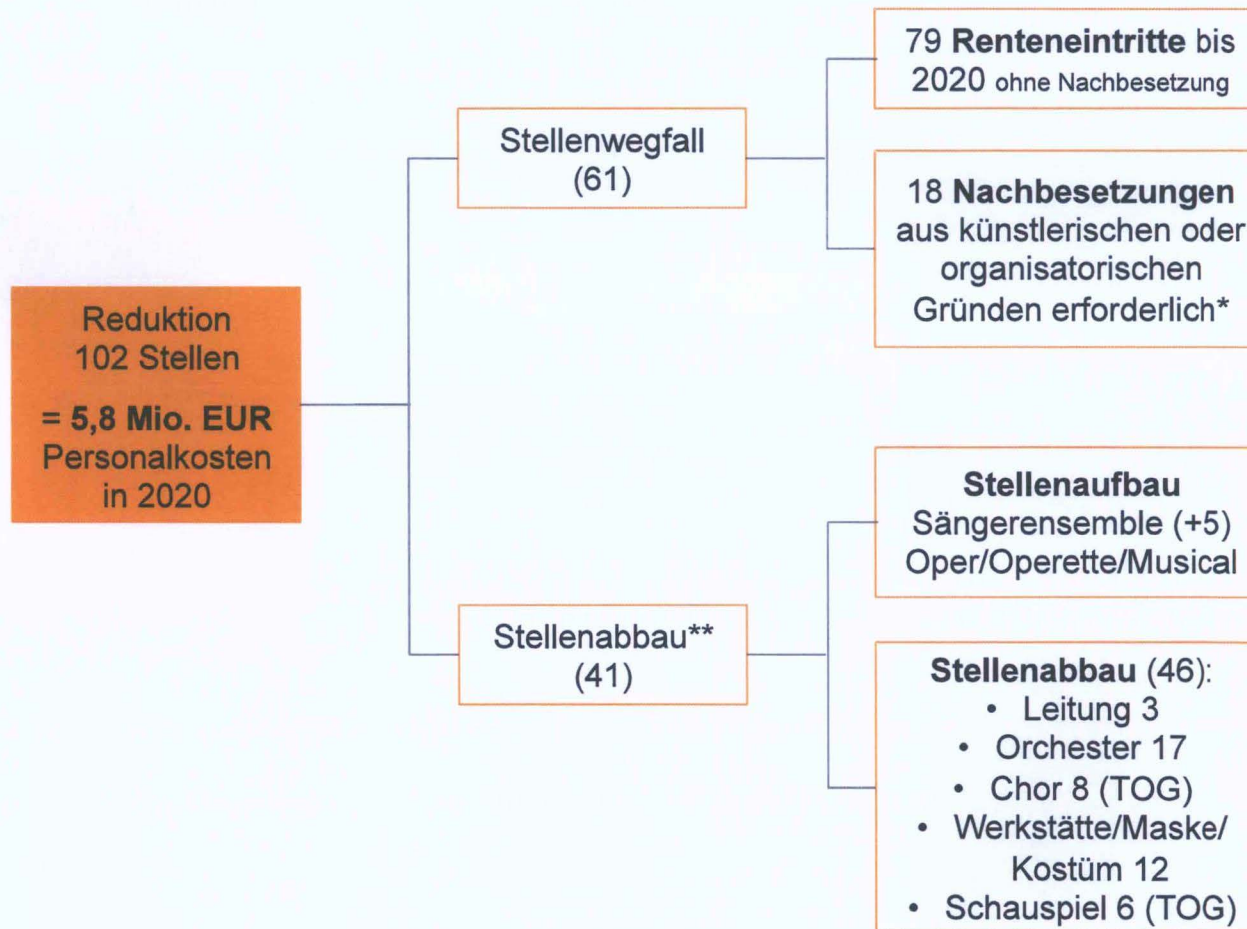 79 Renteneintritte bis
2020 ohne Nachbesetzung
Stellenwegfall
(61)
18 Nachbesetzungen
aus künstlerischen oder
organisatorischen
Gründen erforderlich*
Reduktion
102 Stellen
= 5,8 Mio. EUR
Personalkosten
in 2020
Stellenaufbau
Sängerensemble (+5)
Oper/Operette/Musical
Stellenabbau**
(41)
Stellenabbau (46):
• Leitung 3
• Orchester 17
• Chor 8 (TOG)
• Werkstätte/Maske/
Kostüm 12
• Schauspiel 6 (TOG)